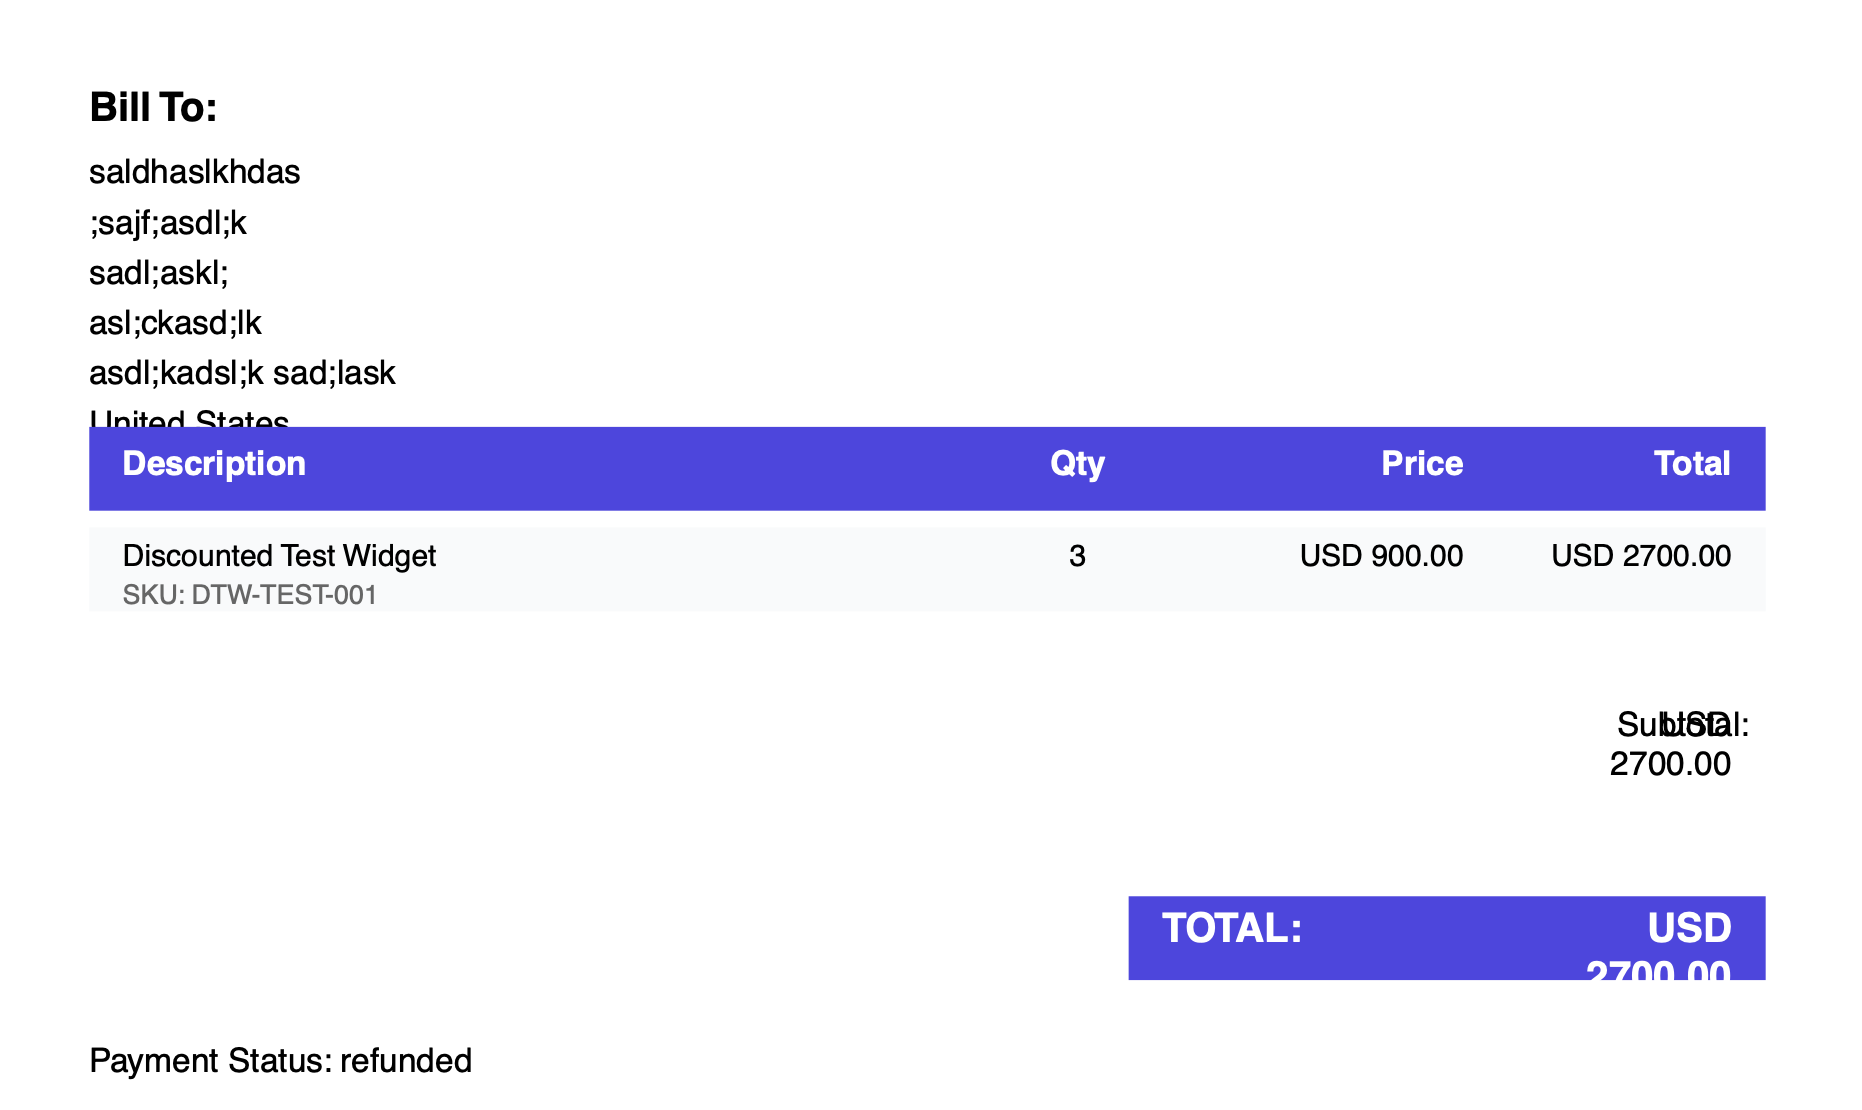 Bill To:
saldhaslkhdas
;sajf;asdl;k
sadl;askl;
asl;ckasd;lk
asdl;kadsl;k sad;lask
United States
Description Qty Price Total
Discounted Test Widget 3 USD 900.00 USD 2700.00
SKU: DTW-TEST-001
Subtotal: USD
2700.00
TOTAL: USD
2700.00
Payment Status: refunded